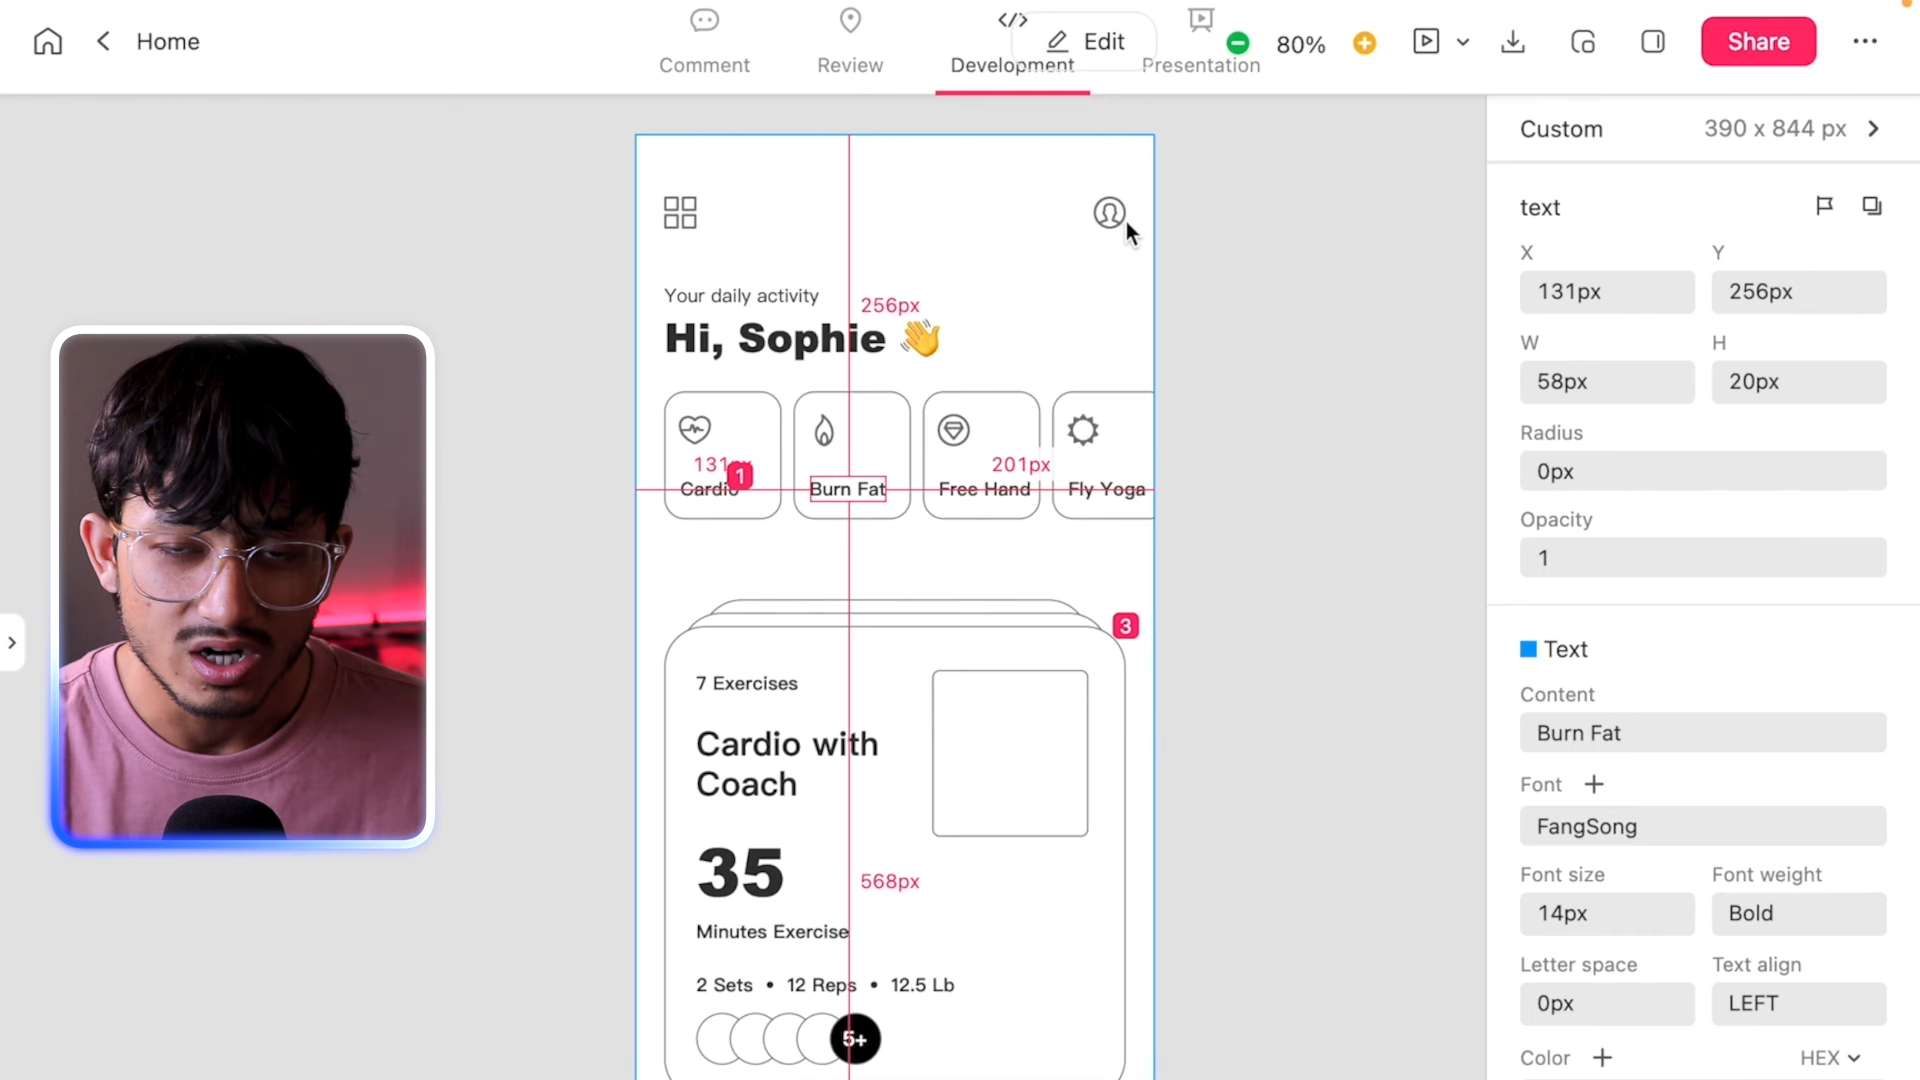 Home
Comment
Review
Development
Edit
Presentation
80%
Share
Custom
390 x 844 px
Your daily activity
256px
Hi, Sophie 👋
131px
1
201px
Cardio
Burn Fat
Free Hand
Fly Yoga
3
7 Exercises
Cardio with
Coach
35
568px
Minutes Exercise
2 Sets • 12 Reps • 12.5 Lb
5+
text
X
Y
131px
256px
W
H
58px
20px
Radius
0px
Opacity
1
Text
Content
Burn Fat
Font
FangSong
Font size
Font weight
14px
Bold
Letter space
Text align
0px
LEFT
Color
HEX